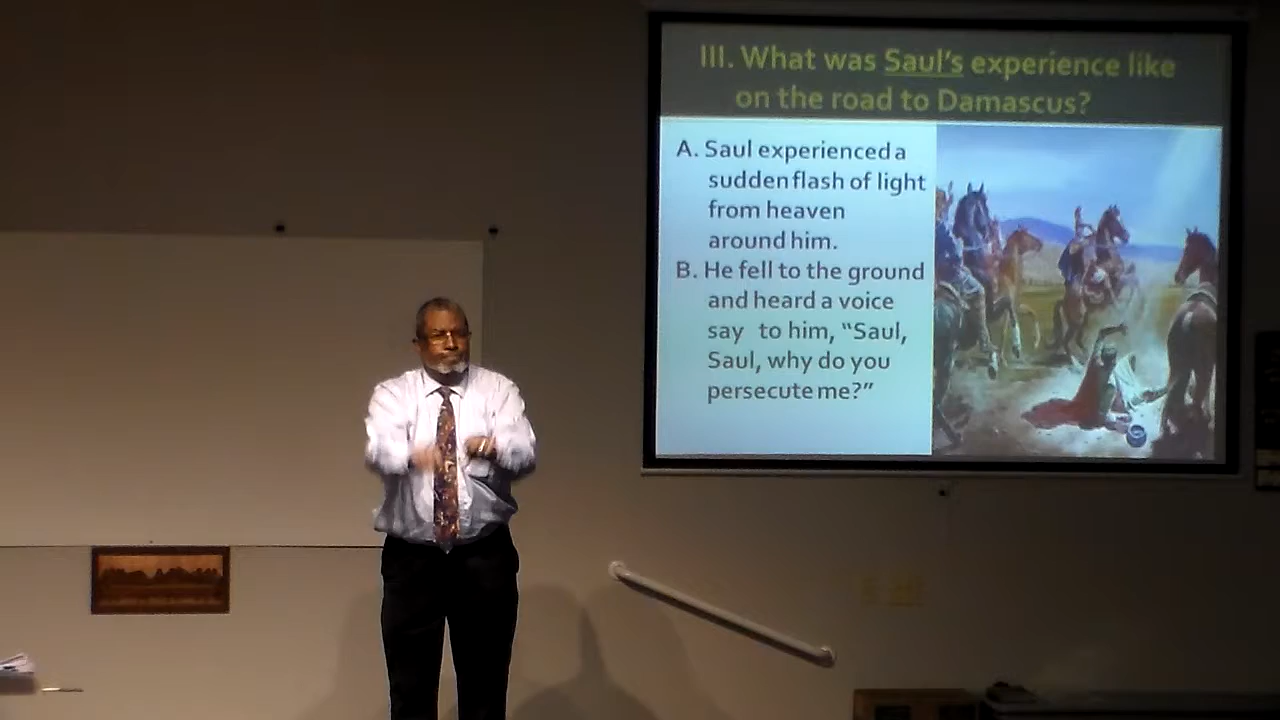 III. What was Saul's experience like
on the road to Damascus?
A. Saul experienced a
sudden flash of light
from heaven
around him.
B. He fell to the ground
and heard a voice
say to him, “Saul,
Saul, why do you
persecute me?”